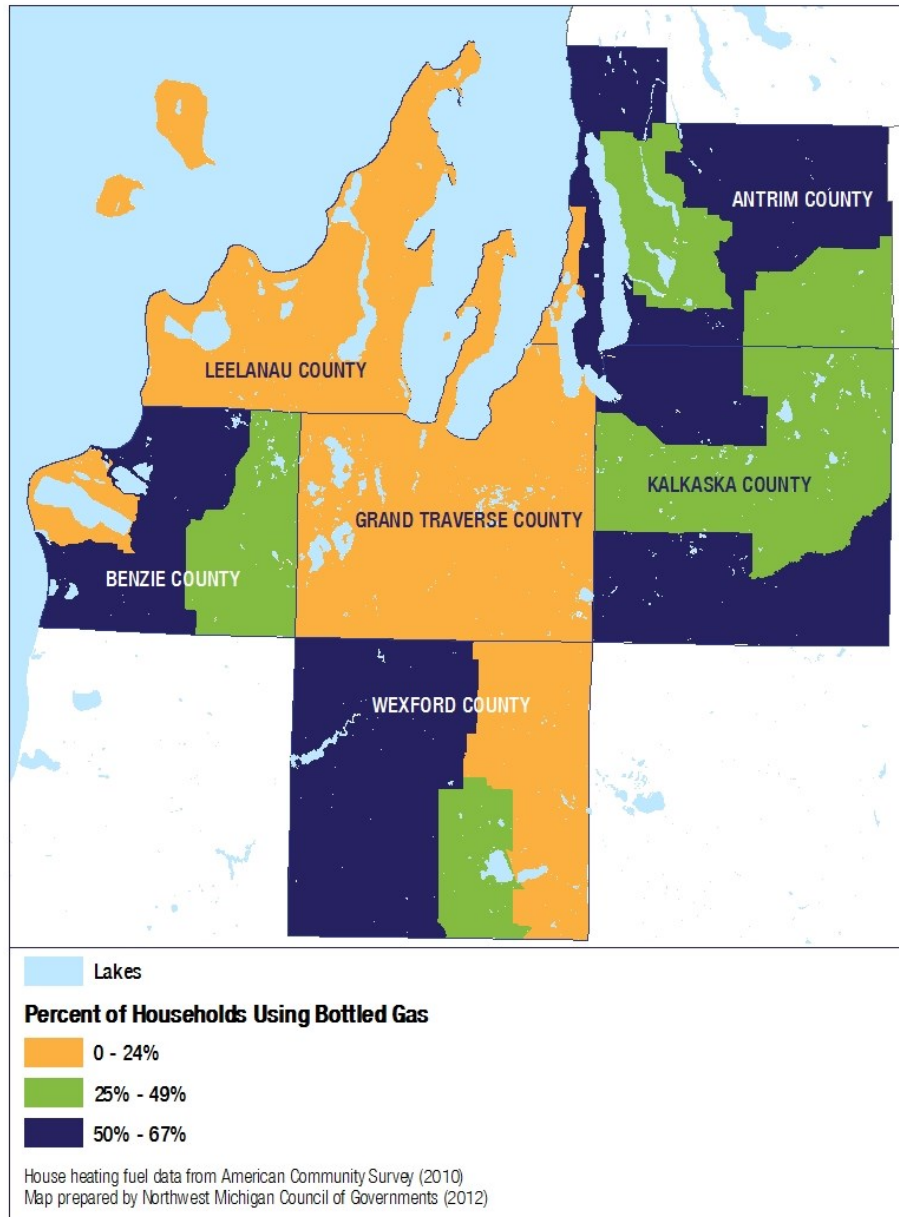 ANTRIM COUNTY
LEELANAU COUNTY
KALKASKA COUNTY
GRAND TRAVERSE COUNTY
BENZIE COUNTY
WEXFORD COUNTY
Lakes
Percent of Households Using Bottled Gas
0 - 24%
25% - 49%
50% - 67%
House heating fuel data from American Community Survey (2010)
Map prepared by Northwest Michigan Council of Governments (2012)